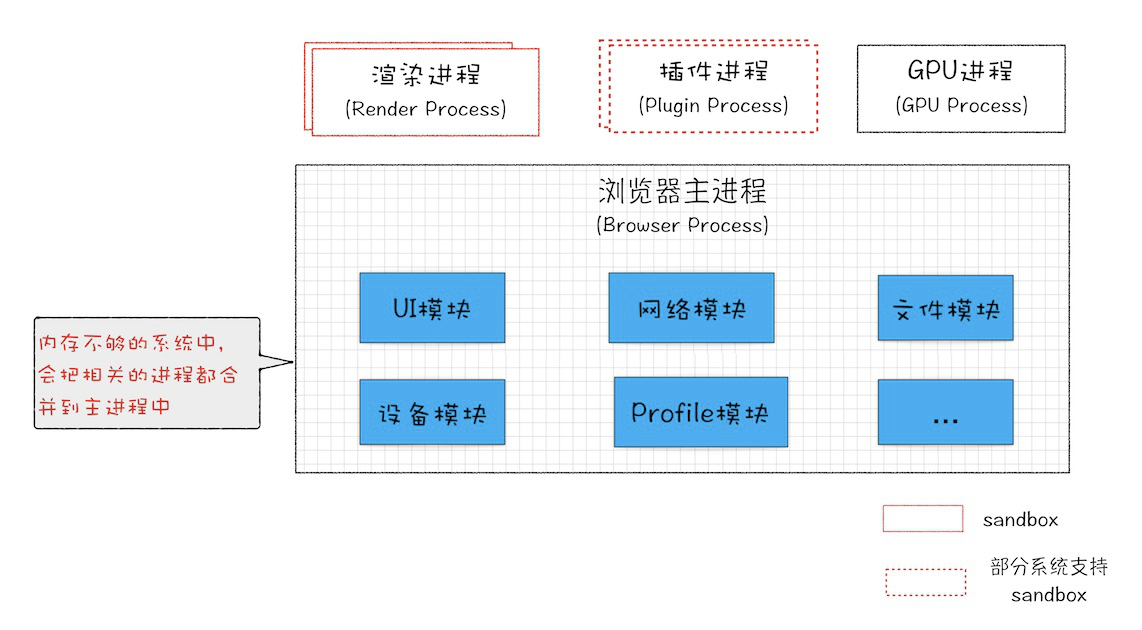 渲染进程
(Render Process)
插件进程
(Plugin Process)
GPU进程
(GPU Process)
浏览器主进程
(Browser Process)
UI模块
网络模块
文件模块
设备模块
Profile模块
...
内存不够的系统中,
会把相关的进程都合
并到主进程中
sandbox
部分系统支持
sandbox